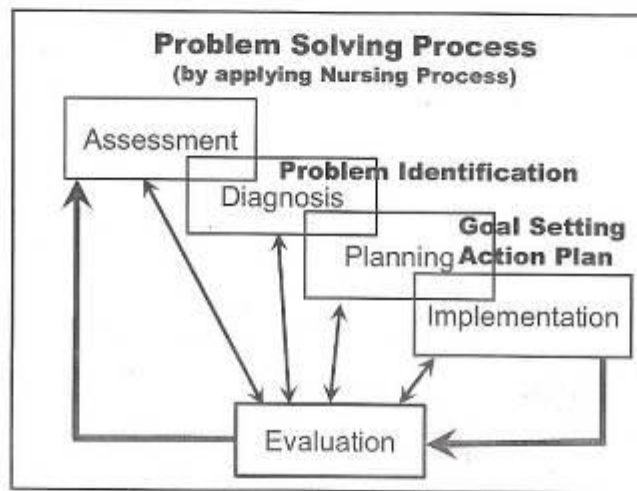 Problem Solving Process
(by applying Nursing Process)
Assessment
Problem Identification
Diagnosis
Goal Setting
Planning Action Plan
Implementation
Evaluation